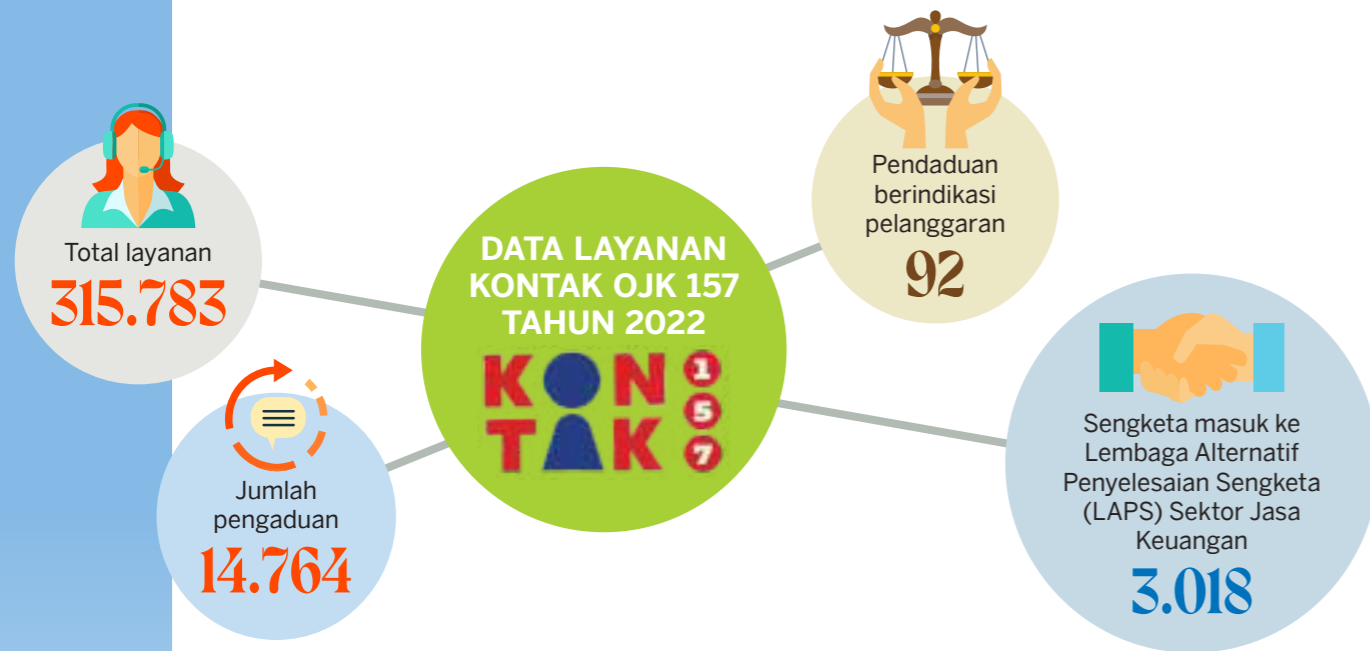 Total layanan
315.783
Jumlah
pengaduan
14.764
DATA LAYANAN
KONTAK OJK 157
TAHUN 2022
KON
TAK
1
5
7
Pendaduan
berindikasi
pelanggaran
92
Sengketa masuk ke
Lembaga Alternatif
Penyelesaian Sengketa
(LAPS) Sektor Jasa
Keuangan
3.018